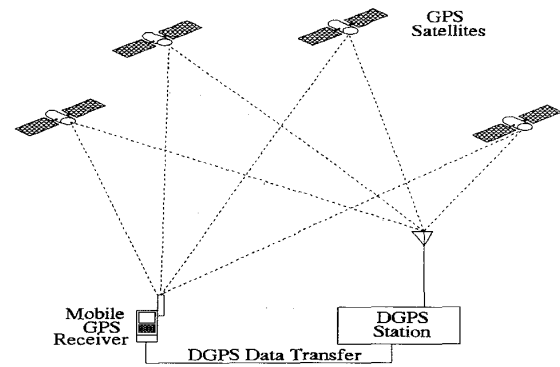 GPS
Satellites
Mobile
GPS
Receiver
DGPS
Station
DGPS Data Transfer